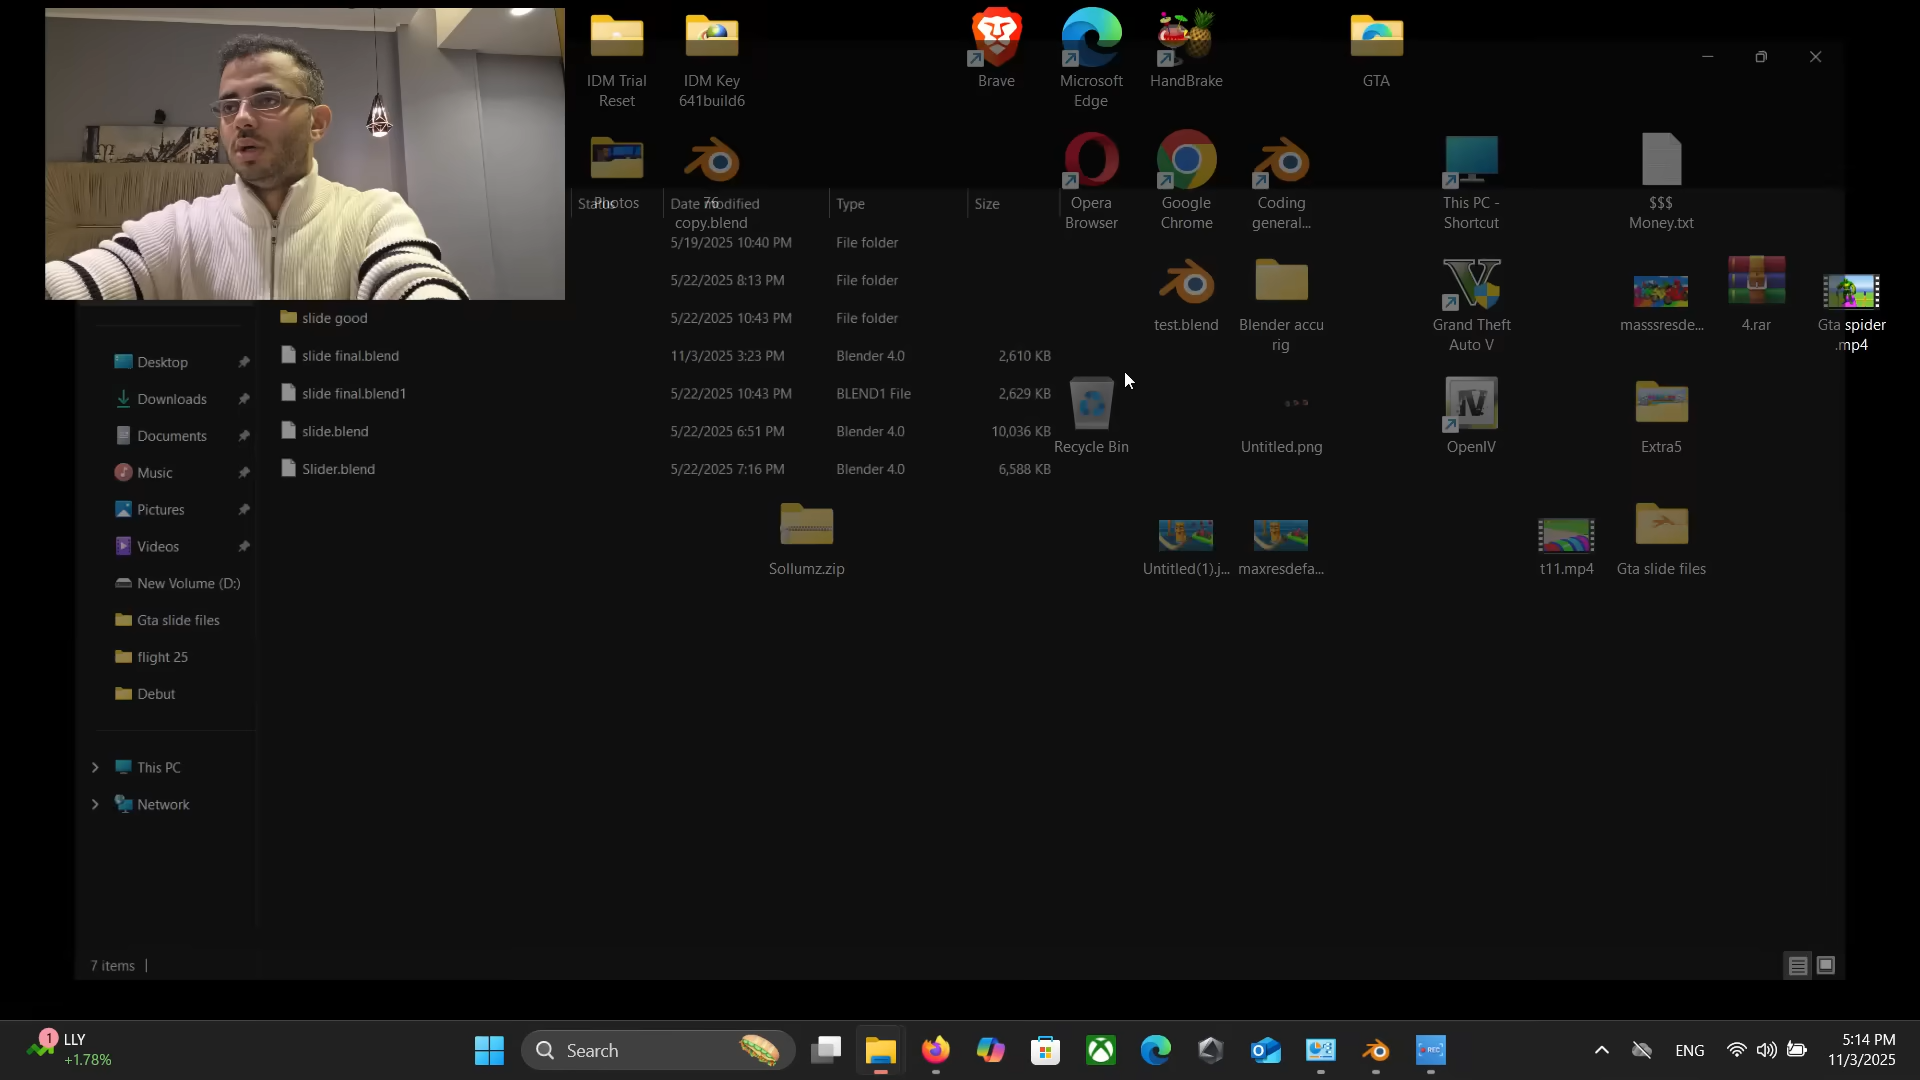 IDM Trial
Reset
IDM Key
641build6
Brave
Microsoft
Edge
HandBrake
GTA
Photos
76
copy.blend
Opera
Browser
Google
Chrome
Coding
general...
This PC -
Shortcut
$$$
Money.txt
Status
Date modified
Type
Size
5/19/2025 10:40 PM
File folder
5/22/2025 8:13 PM
File folder
slide good
5/22/2025 10:43 PM
File folder
slide final.blend
11/3/2025 3:23 PM
Blender 4.0
2,610 KB
slide final.blend1
5/22/2025 10:43 PM
BLEND1 File
2,629 KB
slide.blend
5/22/2025 6:51 PM
Blender 4.0
10,036 KB
Slider.blend
5/22/2025 7:16 PM
Blender 4.0
6,588 KB
test.blend
Blender accu
rig
Grand Theft
Auto V
masssresde...
4.rar
Gta spider
.mp4
Recycle Bin
Untitled.png
OpenIV
Extra5
Sollumz.zip
Untitled(1).j...
maxresdefa...
t11.mp4
Gta slide files
Desktop
Downloads
Documents
Music
Pictures
Videos
New Volume (D:)
Gta slide files
flight 25
Debut
This PC
Network
7 items
1
LLY
+1.78%
Search
REC
ENG
5:14 PM
11/3/2025